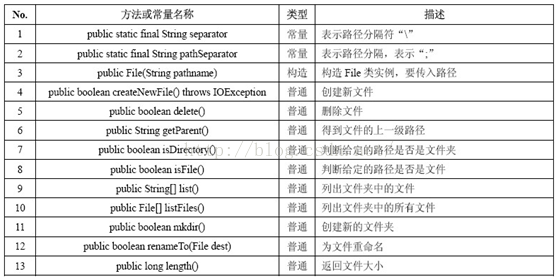 No. 方法或常量名称 类型 描述
1 public static final String separator 常量 表示路径分隔符“\”
2 public static final String pathSeparator 常量 表示路径分隔，表示“;”
3 public File(String pathname) 构造 构造 File 类实例，要传入路径
4 public boolean createNewFile() throws IOException 普通 创建新文件
5 public boolean delete() 普通 删除文件
6 public String getParent() 普通 得到文件的上一级路径
7 public boolean isDirectory() 普通 判断给定的路径是否是文件夹
8 public boolean isFile() 普通 判断给定的路径是否是文件
9 public String[] list() 普通 列出文件夹中的文件
10 public File[] listFiles() 普通 列出文件夹中的所有文件
11 public boolean mkdir() 普通 创建新的文件夹
12 public boolean renameTo(File dest) 普通 为文件重命名
13 public long length() 普通 返回文件大小